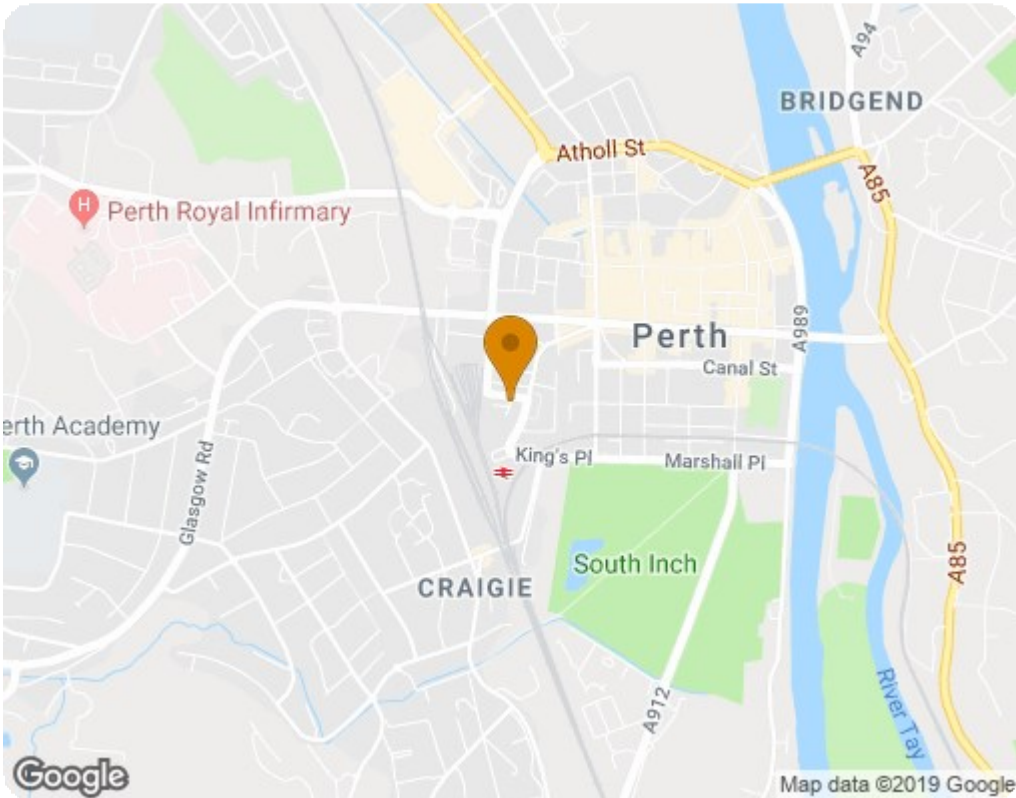 A94
BRIDGEND
Atholl St
A85
H
Perth Royal Infirmary
A989
Perth
Canal St
erth Academy
Glasgow Rd
King's Pl
Marshall Pl
South Inch
A85
CRAIGIE
A912
River Tay
Google
Map data ©2019 Google